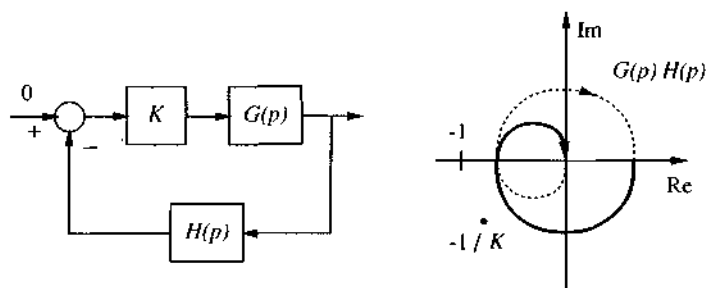 0
+
−
K
G(p)
H(p)
Im
G(p) H(p)
-1
Re
-1 / K